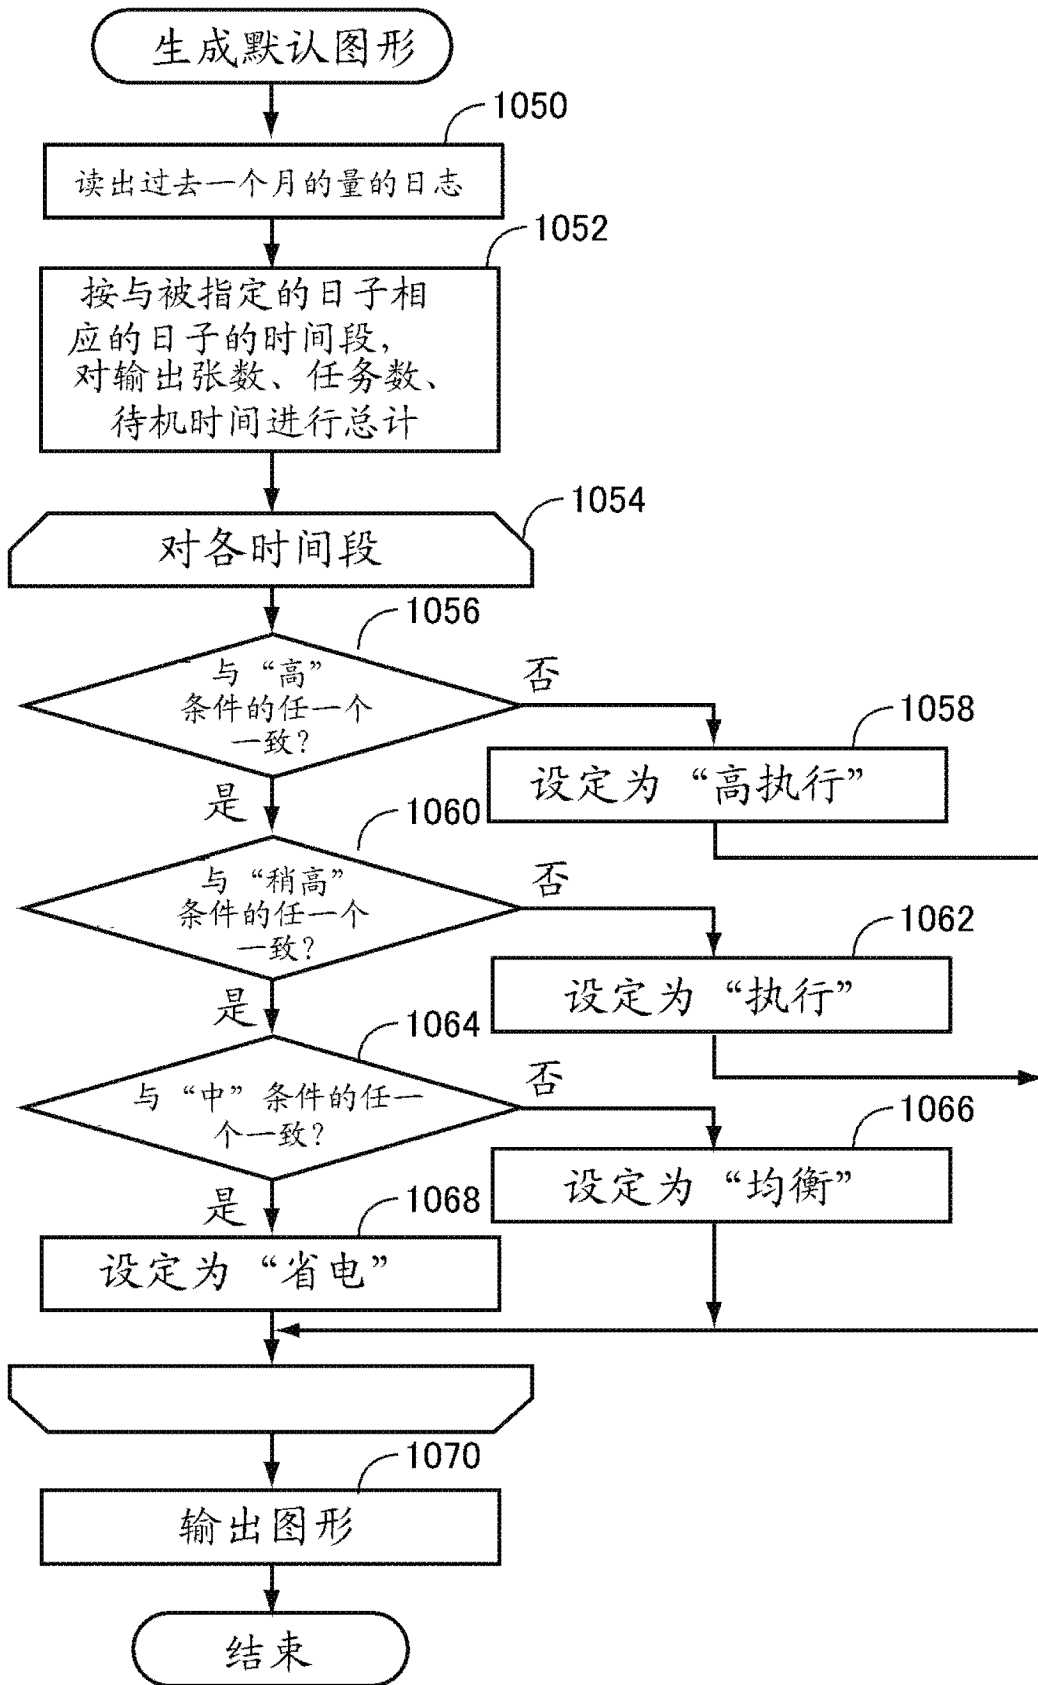 生成默认图形
1050
读出过去一个月的量的日志
1052
按与被指定的日子相
应的日子的时间段，
对输出张数、任务数、
待机时间进行总计
1054
对各时间段
1056
与“高”
条件的任一个
一致？
否
1058
设定为“高执行”
是
1060
与“稍高”
条件的任一个
一致？
否
1062
设定为“执行”
是
1064
与“中”条件的任一
个一致？
否
1066
设定为“均衡”
是
1068
设定为“省电”
1070
输出图形
结束